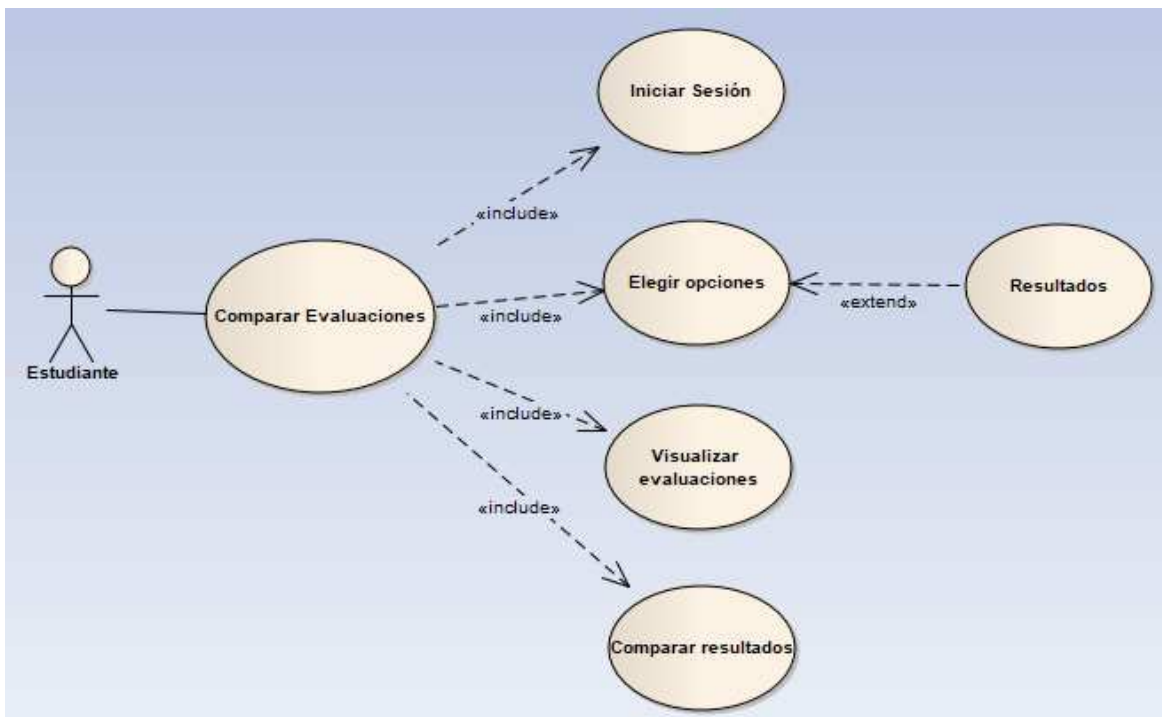 Iniciar Sesión
«include»
Elegir opciones
Resultados
«extend»
Comparar Evaluaciones
«include»
Estudiante
«include»
Visualizar
evaluaciones
«include»
Comparar resultados